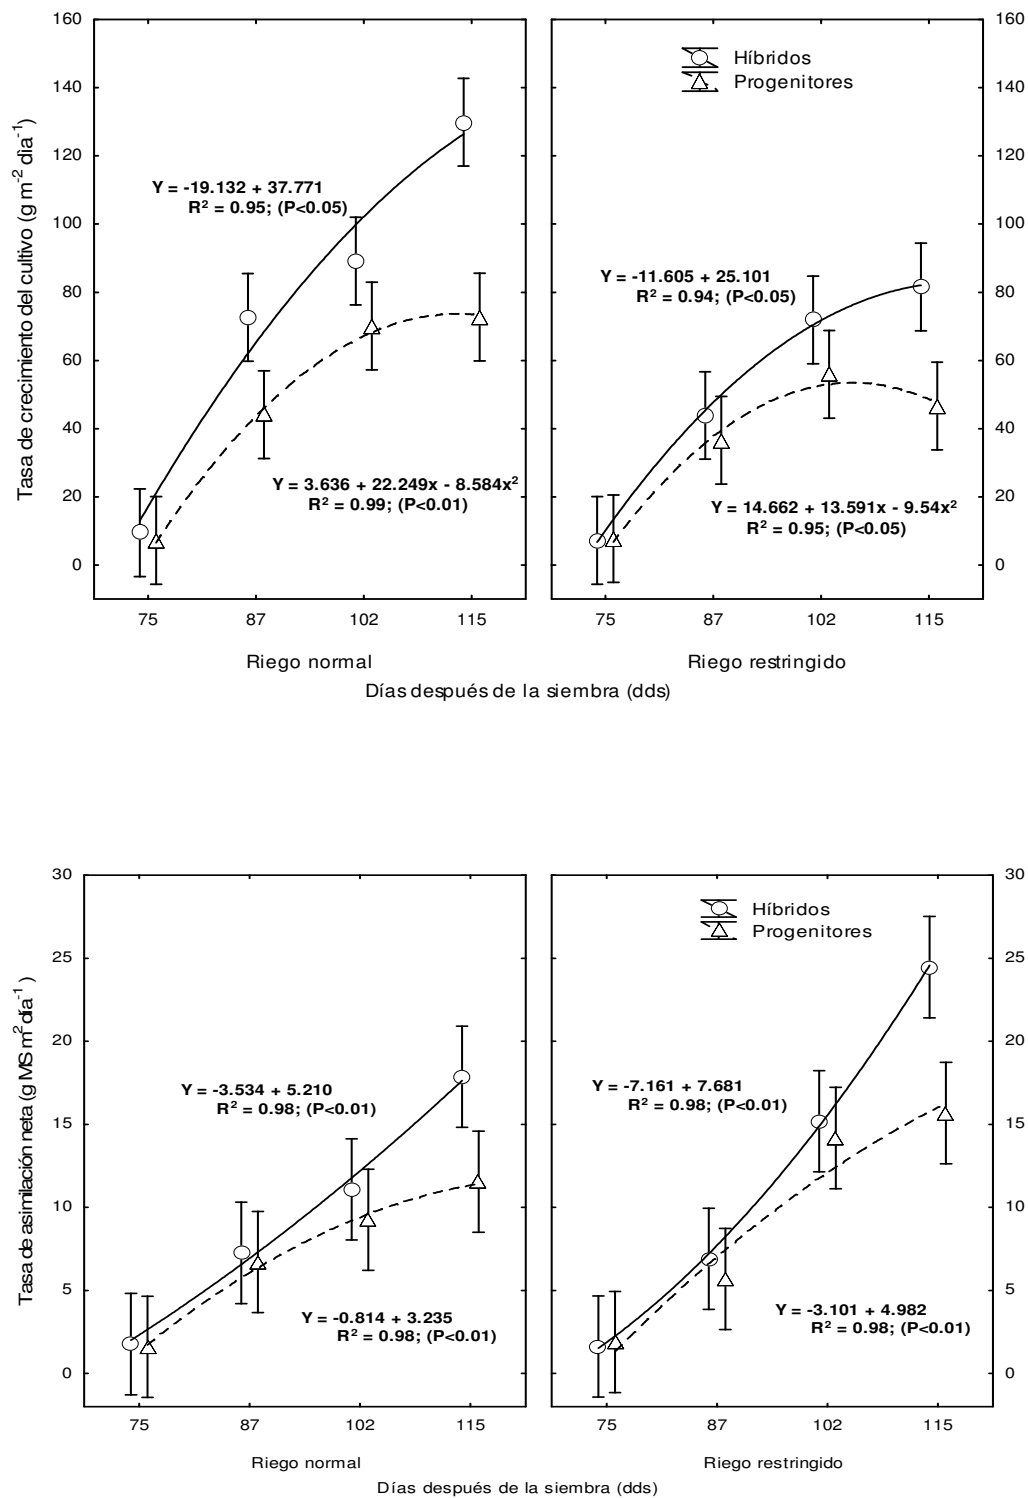 160
140
120
100
80
60
40
20
0
Tasa de crecimiento del cultivo (g m⁻² día⁻¹)
Y = -19.132 + 37.771
R² = 0.95; (P<0.05)
Y = 3.636 + 22.249x - 8.584x²
R² = 0.99; (P<0.01)
75 87 102 115
Riego normal
Híbridos
Progenitores
Y = -11.605 + 25.101
R² = 0.94; (P<0.05)
Y = 14.662 + 13.591x - 9.54x²
R² = 0.95; (P<0.05)
160
140
120
100
80
60
40
20
0
75 87 102 115
Riego restringido
Días después de la siembra (dds)
30
25
20
15
10
5
0
Tasa de asimilación neta (g MS m² día⁻¹)
Y = -3.534 + 5.210
R² = 0.98; (P<0.01)
Y = -0.814 + 3.235
R² = 0.98; (P<0.01)
75 87 102 115
Riego normal
Híbridos
Progenitores
Y = -7.161 + 7.681
R² = 0.98; (P<0.01)
Y = -3.101 + 4.982
R² = 0.98; (P<0.01)
30
25
20
15
10
5
0
75 87 102 115
Riego restringido
Días después de la siembra (dds)